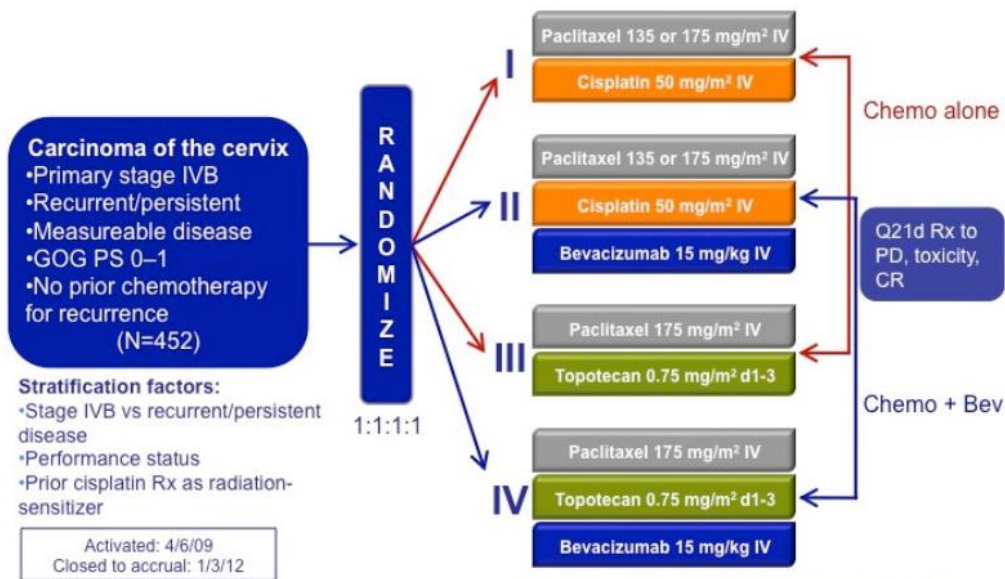 Carcinoma of the cervix
•Primary stage IVB
•Recurrent/persistent
•Measureable disease
•GOG PS 0–1
•No prior chemotherapy
for recurrence
(N=452)
Stratification factors:
•Stage IVB vs recurrent/persistent
disease
•Performance status
•Prior cisplatin Rx as radiation-
sensitizer
Activated: 4/6/09
Closed to accrual: 1/3/12
RANDOMIZE
1:1:1:1
I
Paclitaxel 135 or 175 mg/m² IV
Cisplatin 50 mg/m² IV
II
Paclitaxel 135 or 175 mg/m² IV
Cisplatin 50 mg/m² IV
Bevacizumab 15 mg/kg IV
III
Paclitaxel 175 mg/m² IV
Topotecan 0.75 mg/m² d1-3
IV
Paclitaxel 175 mg/m² IV
Topotecan 0.75 mg/m² d1-3
Bevacizumab 15 mg/kg IV
Chemo alone
Q21d Rx to
PD, toxicity,
CR
Chemo + Bev